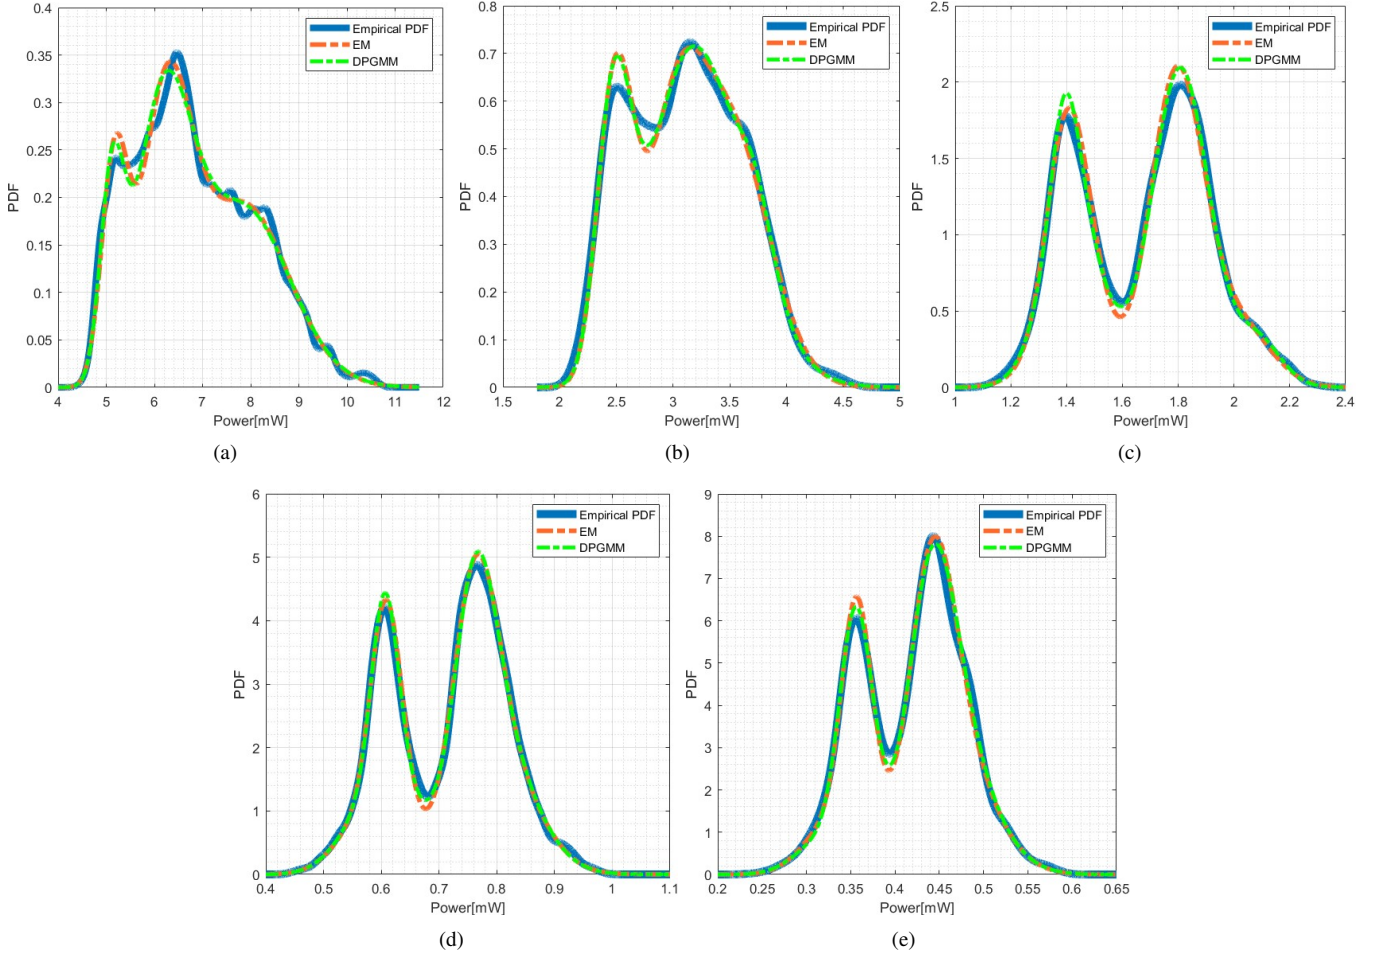 0.4
0.35
0.3
0.25
0.2
0.15
0.1
0.05
0
PDF
4 5 6 7 8 9 10 11 12
Power[mW]
Empirical PDF
EM
DPGMM
(a)
0.8
0.7
0.6
0.5
0.4
0.3
0.2
0.1
0
PDF
1.5 2 2.5 3 3.5 4 4.5 5
Power[mW]
Empirical PDF
EM
DPGMM
(b)
2.5
2
1.5
1
0.5
0
PDF
1 1.2 1.4 1.6 1.8 2 2.2 2.4
Power[mW]
Empirical PDF
EM
DPGMM
(c)
6
5
4
3
2
1
0
PDF
0.4 0.5 0.6 0.7 0.8 0.9 1 1.1
Power[mW]
Empirical PDF
EM
DPGMM
(d)
9
8
7
6
5
4
3
2
1
0
PDF
0.2 0.25 0.3 0.35 0.4 0.45 0.5 0.55 0.6 0.65
Power[mW]
Empirical PDF
EM
DPGMM
(e)